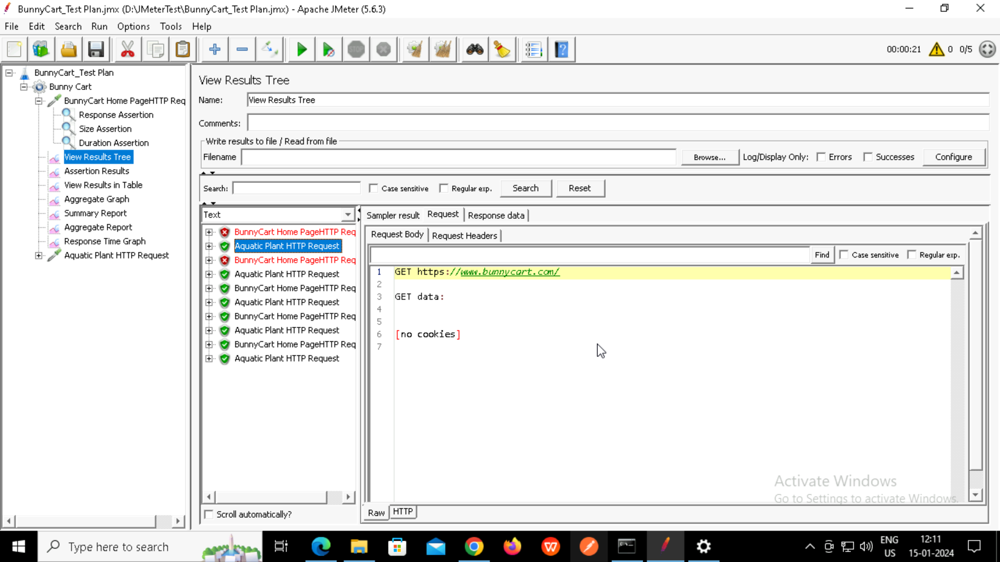 BunnyCart_Test Plan.jmx (D:\JMeterTest\BunnyCart_Test Plan.jmx) - Apache JMeter (5.6.3)
File Edit Search Run Options Tools Help
STOP
00:00:21 0 0/5
BunnyCart_Test Plan
Bunny Cart
BunnyCart Home PageHTTP Req
Response Assertion
Size Assertion
Duration Assertion
View Results Tree
Assertion Results
View Results in Table
Aggregate Graph
Summary Report
Aggregate Report
Response Time Graph
Aquatic Plant HTTP Request
View Results Tree
Name: View Results Tree
Comments:
Write results to file / Read from file
Filename Browse... Log/Display Only: Errors Successes Configure
Search: Case sensitive Regular exp. Search Reset
Text
BunnyCart Home PageHTTP Req
Aquatic Plant HTTP Request
BunnyCart Home PageHTTP Req
Aquatic Plant HTTP Request
BunnyCart Home PageHTTP Req
Aquatic Plant HTTP Request
BunnyCart Home PageHTTP Req
Aquatic Plant HTTP Request
BunnyCart Home PageHTTP Req
Aquatic Plant HTTP Request
Scroll automatically?
Sampler result Request Response data
Request Body Request Headers
Find Case sensitive Regular exp.
1 GET https://www.bunnycart.com/
2
3 GET data:
4
5
6 [no cookies]
7
Raw HTTP
Activate Windows
Go to Settings to activate Windows.
Type here to search
ENG
US
12:11
15-01-2024